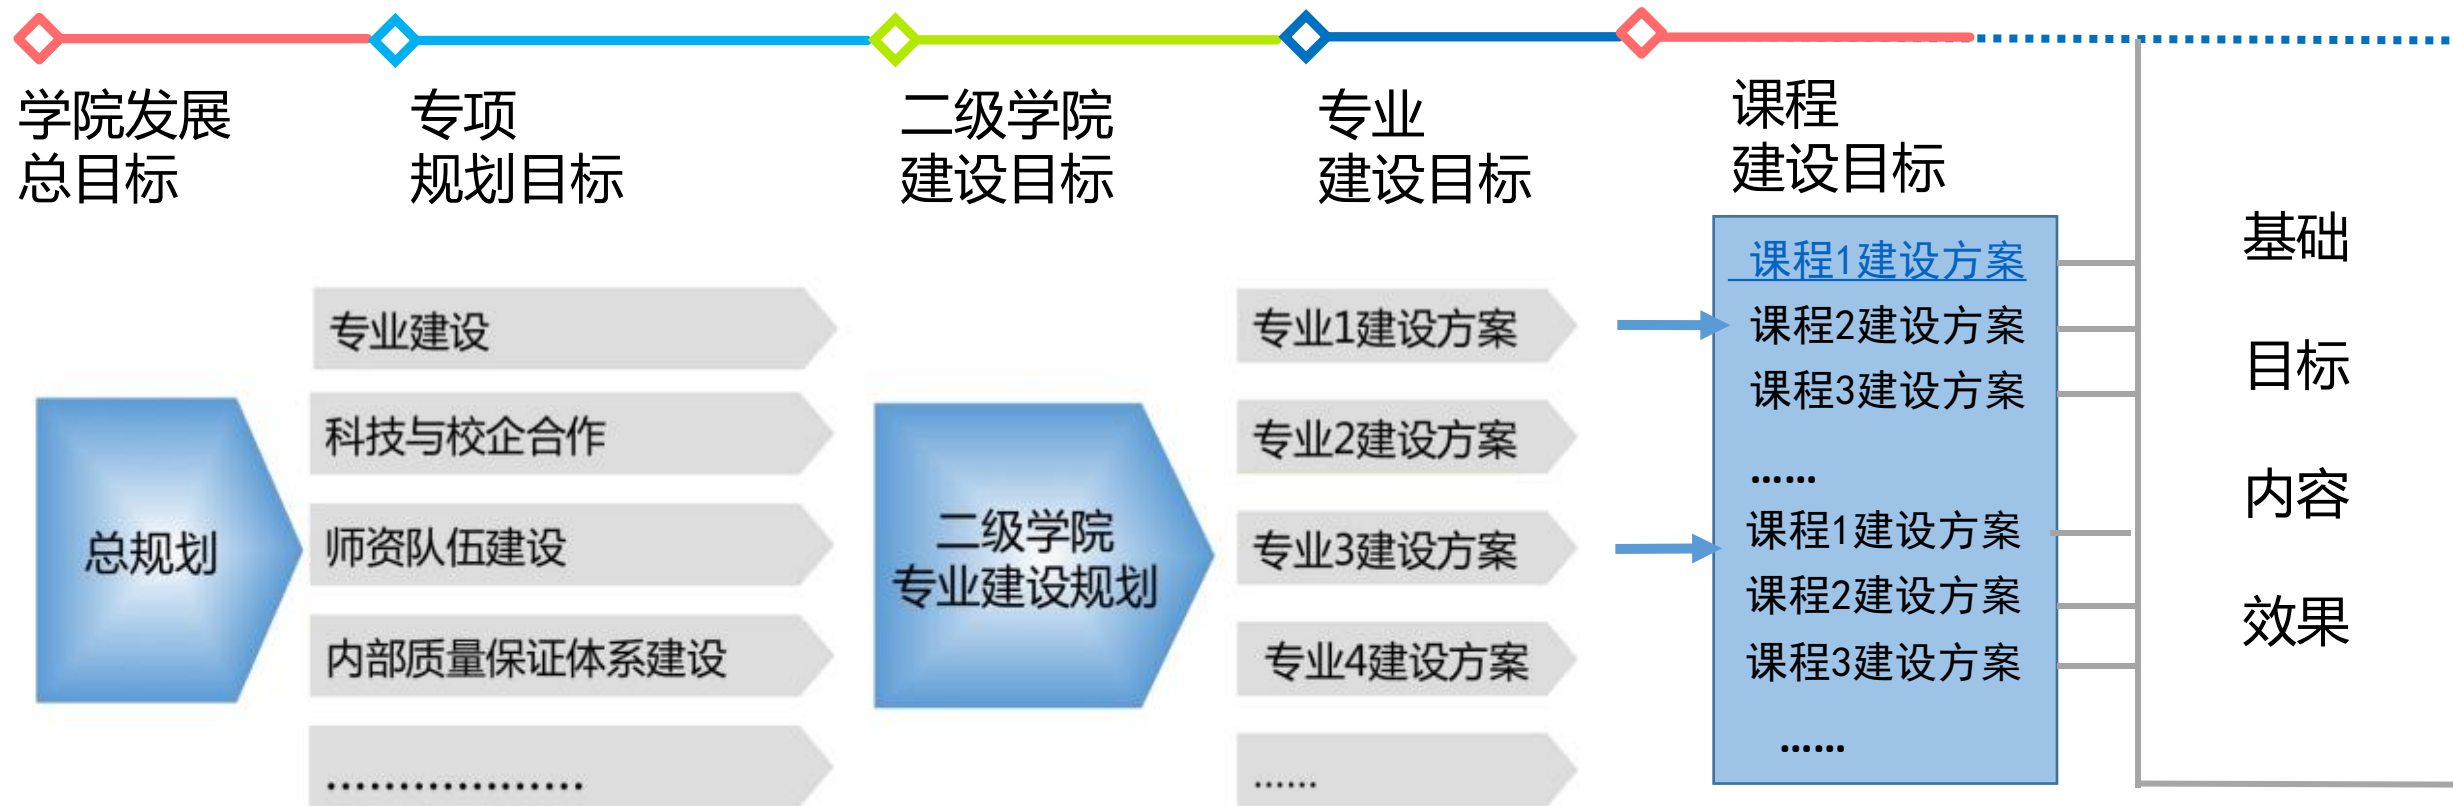 学院发展
总目标
专项
规划目标
二级学院
建设目标
专业
建设目标
课程
建设目标
总规划
专业建设
科技与校企合作
师资队伍建设
内部质量保证体系建设
………………
二级学院
专业建设规划
专业1建设方案
专业2建设方案
专业3建设方案
专业4建设方案
……
课程1建设方案
课程2建设方案
课程3建设方案
……
课程1建设方案
课程2建设方案
课程3建设方案
……
基础
目标
内容
效果